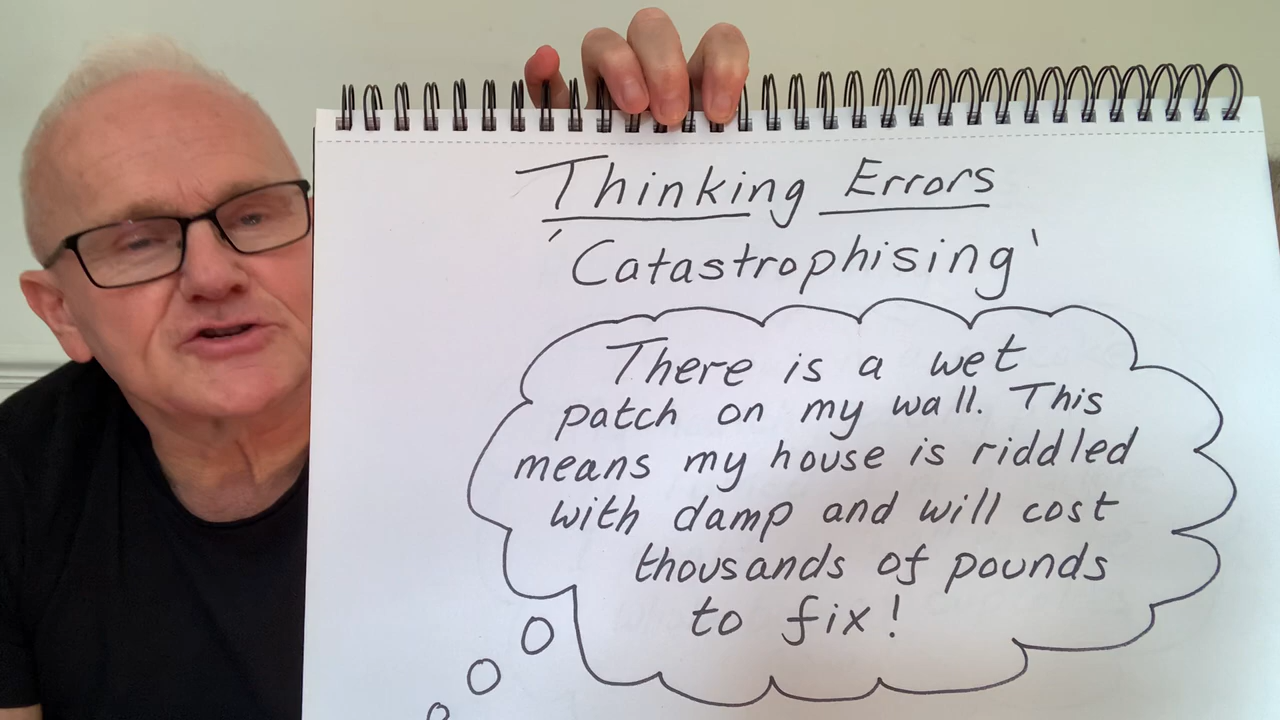 Thinking Errors
'Catastrophising'
There is a wet
patch on my wall. This
means my house is riddled
with damp and will cost
thousands of pounds
to fix!